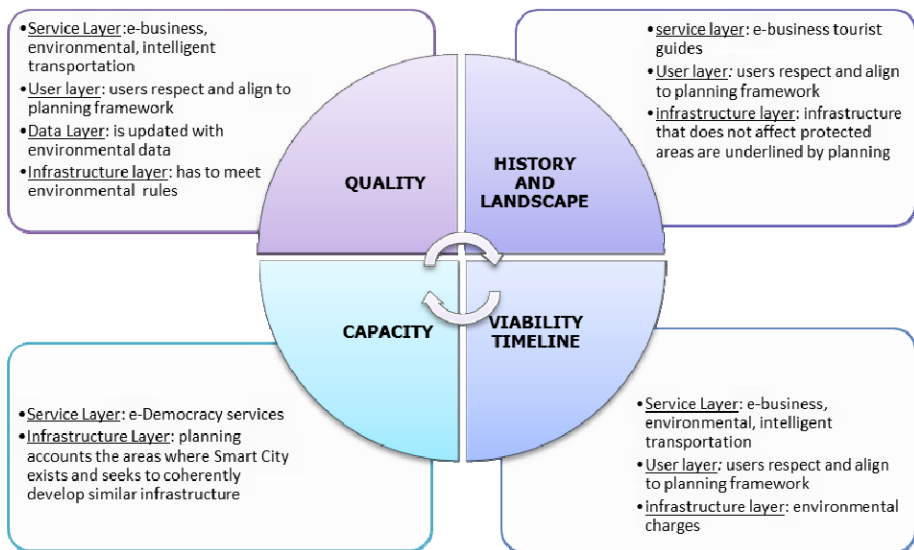 •Service Layer:e-business,
environmental, intelligent
transportation
•User layer: users respect and align to
planning framework
•Data Layer: is updated with
environmental data
•Infrastructure layer: has to meet
environmental rules
•service layer: e-business tourist
guides
•User layer: users respect and align
to planning framework
•infrastructure layer: infrastructure
that does not affect protected
areas are underlined by planning
QUALITY
HISTORY
AND
LANDSCAPE
CAPACITY
VIABILITY
TIMELINE
•Service Layer: e-Democracy services
•Infrastructure Layer: planning
accounts the areas where Smart City
exists and seeks to coherently
develop similar infrastructure
•Service Layer: e-business,
environmental, intelligent
transportation
•User layer: users respect and align
to planning framework
•infrastructure layer: environmental
charges